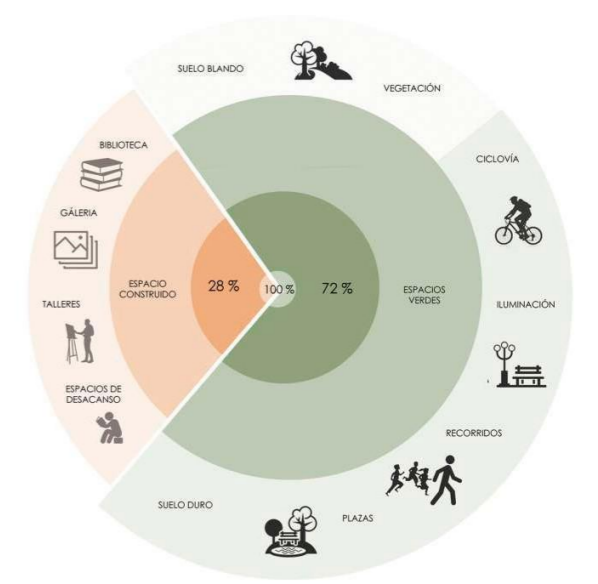 SUELO BLANDO
VEGETACIÓN
BIBLIOTECA
CICLOVÍA
GÁLERIA
ESPACIO
CONSTRUIDO
28 %
100 %
72 %
ESPACIOS
VERDES
TALLERES
ILUMINACIÓN
ESPACIOS DE
DESACANSO
RECORRIDOS
SUELO DURO
PLAZAS